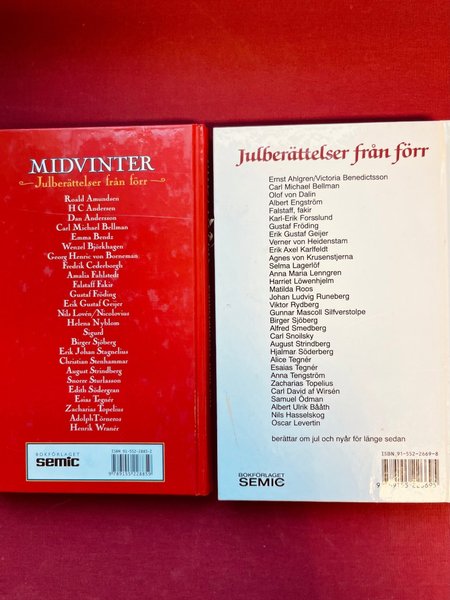 MIDVINTER
Julberättelser från förr
Roald Amundsen
H C Andersen
Dan Andersson
Carl Michael Bellman
Emma Bendz
Wenzel Björkhagen
Georg Henric von Borneman
Fredrik Cederborgh
Amalia Fahlstedt
Falstaff Fakir
Gustaf Fröding
Erik Gustaf Geijer
Nils Lovén/Nicolovius
Helena Nyblom
Sigurd
Birger Sjöberg
Erik Johan Stagnelius
Christian Stenhammar
August Strindberg
Snorre Sturlasson
Edith Södergran
Esias Tegnér
Zacharias Topelius
Adolph Törneros
Henrik Wranér
BOKFÖRLAGET
semic
ISBN 91-552-2885-2
9789155228859
Julberättelser från förr
Ernst Ahlgren/Victoria Benedictsson
Carl Michael Bellman
Olof von Dalin
Albert Engström
Falstaff, fakir
Karl-Erik Forsslund
Gustaf Fröding
Erik Gustaf Geijer
Verner von Heidenstam
Erik Axel Karlfeldt
Agnes von Krusenstjerna
Selma Lagerlöf
Anna Maria Lenngren
Harriet Löwenhjelm
Matilda Roos
Johan Ludvig Runeberg
Viktor Rydberg
Gunnar Mascoll Silfverstolpe
Birger Sjöberg
Alfred Smedberg
Carl Snoilsky
August Strindberg
Hjalmar Söderberg
Alice Tegnér
Esaias Tegnér
Anna Tengström
Zacharias Topelius
Carl David af Wirsén
Samuel Ödman
Albert Ulrik Bååth
Nils Hasselskog
Oscar Levertin
berättar om jul och nyår för länge sedan
BOKFÖRLAGET
SEMIC
ISBN 91-552-2669-8